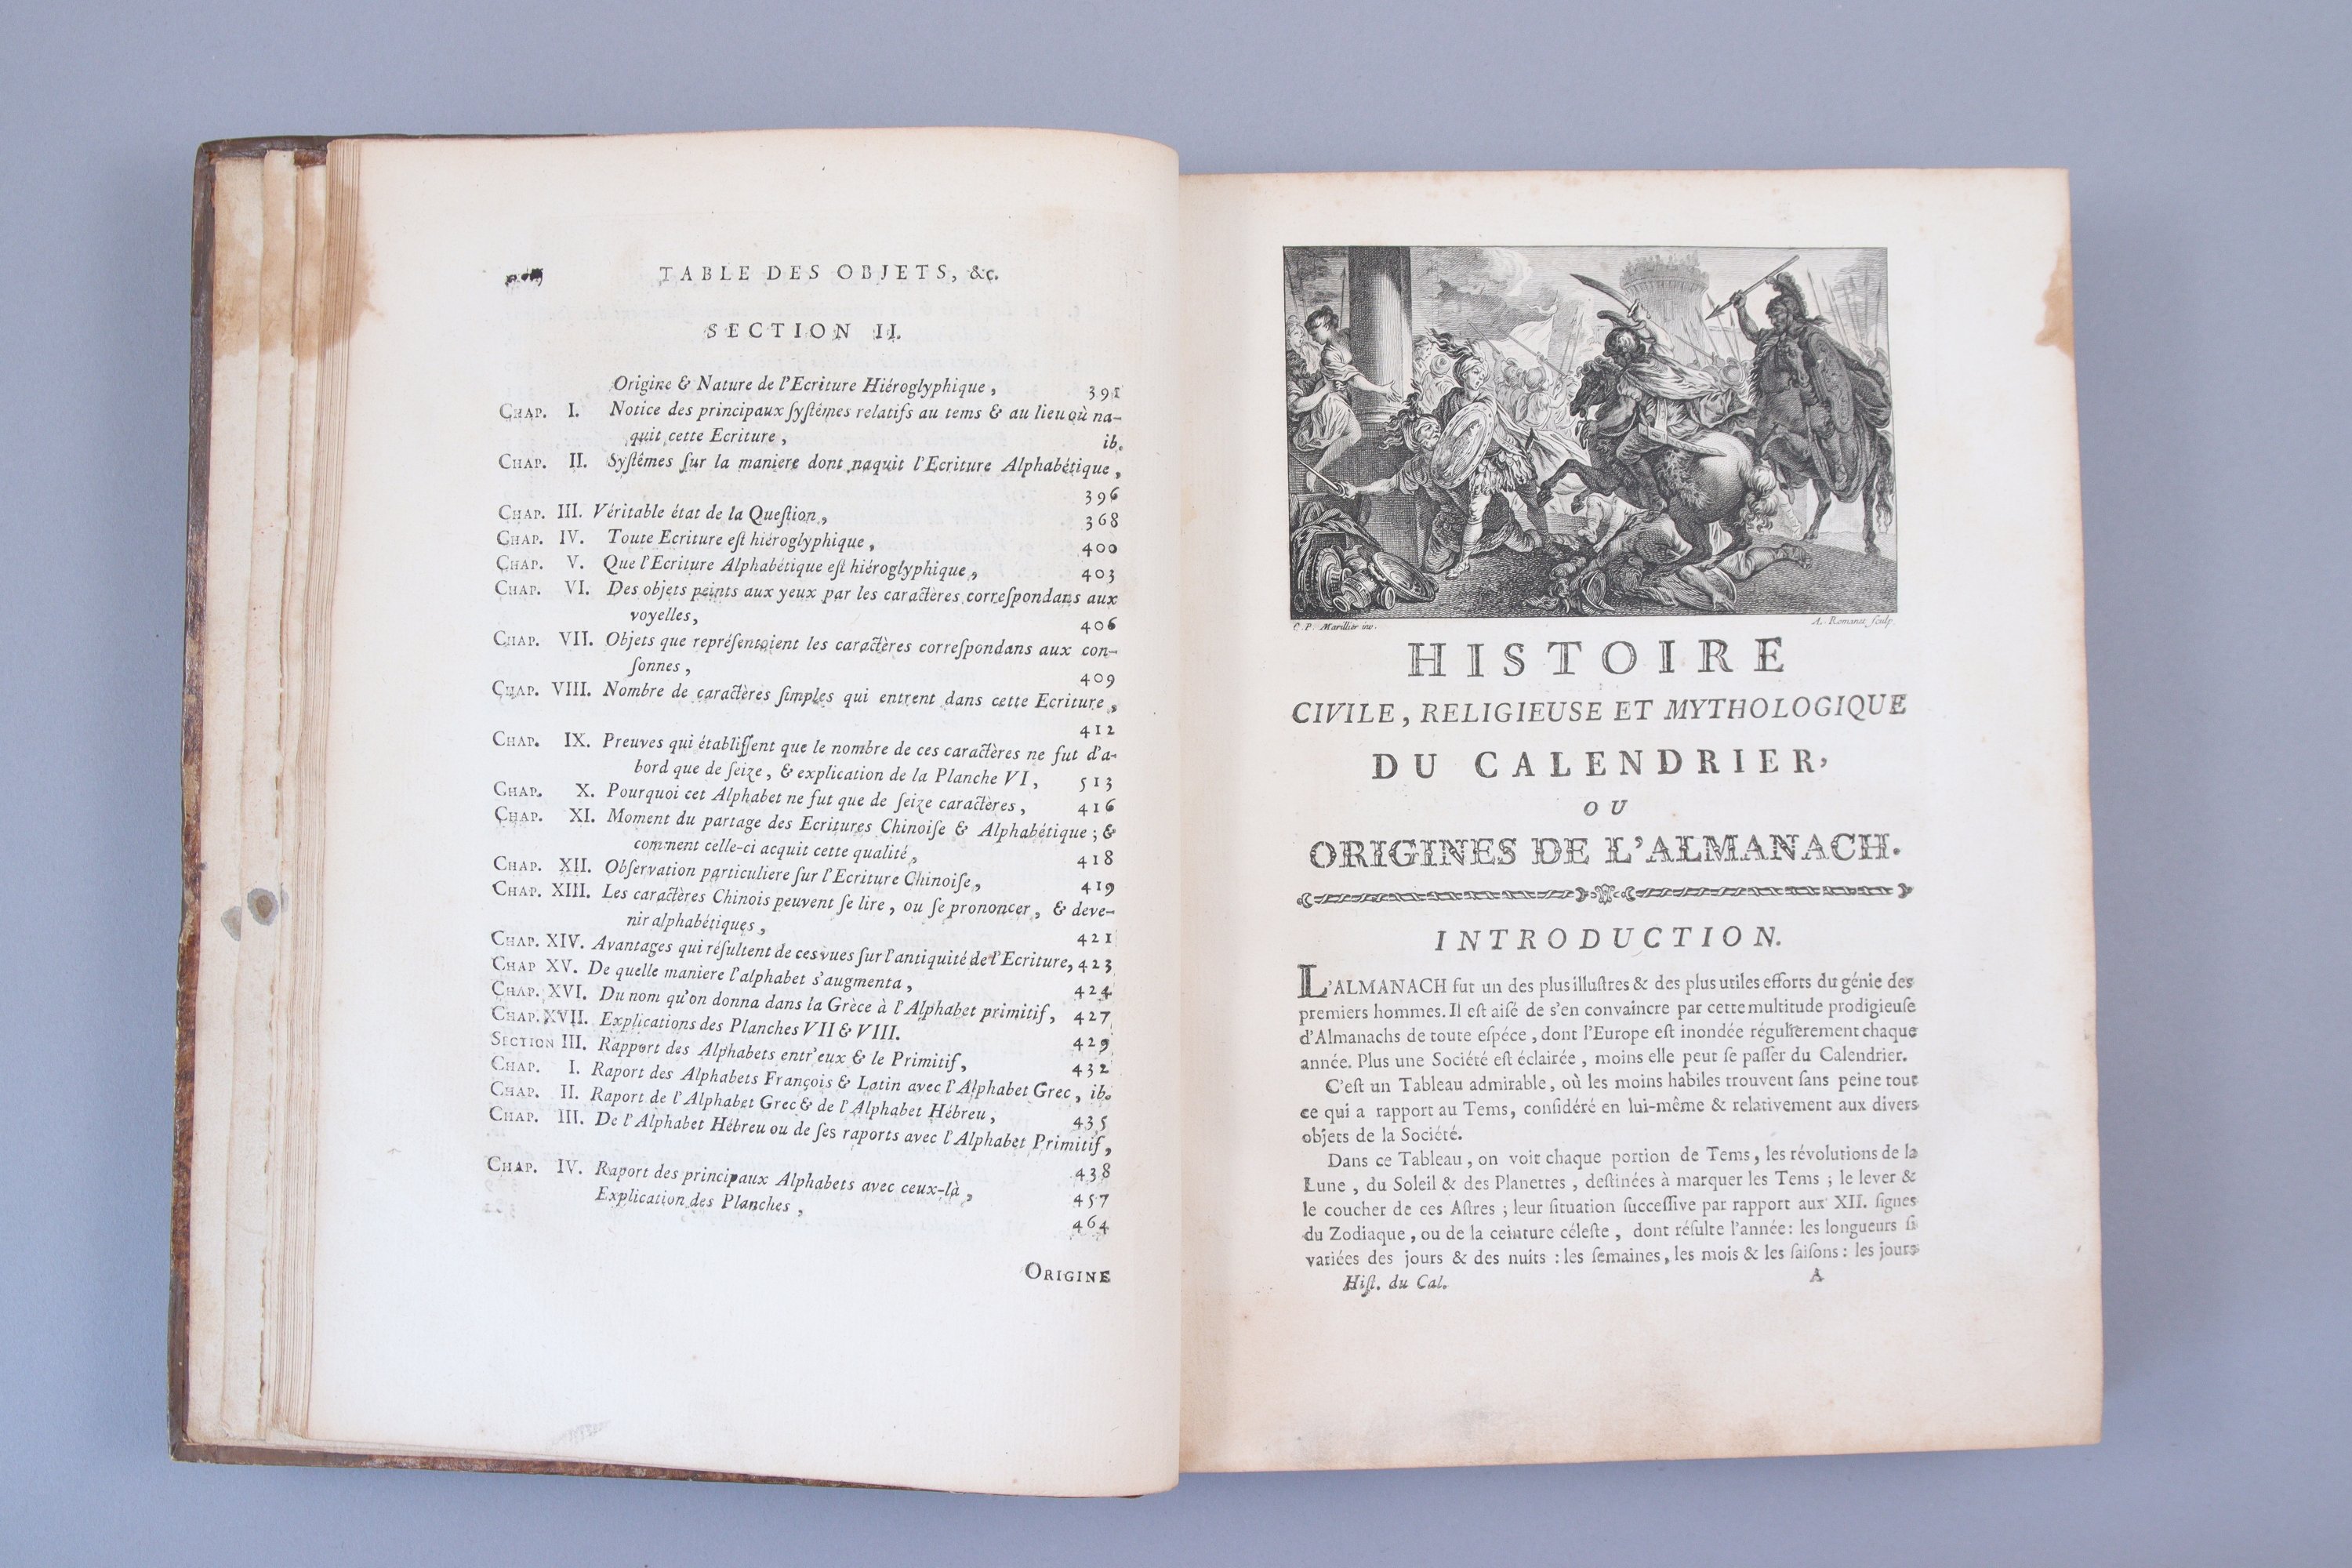 TABLE DES OBJETS, &c.
SECTION II.
Origine & Nature de l'Ecriture Hiéroglyphique, 391
CHAP. I. Notice des principaux ſyſtêmes relatifs au tems & au lieu où na-
quit cette Ecriture, ib.
CHAP. II. Syſtêmes ſur la maniere dont naquit l'Ecriture Alphabétique,
396
CHAP. III. Véritable état de la Queſtion, 368
CHAP. IV. Toute Ecriture eſt hiéroglyphique, 400
CHAP. V. Que l'Ecriture Alphabétique eſt hiéroglyphique, 403
CHAP. VI. Des objets peints aux yeux par les caractères correſpondans aux
voyelles, 406
CHAP. VII. Objets que repréſentoient les caractères correſpondans aux con-
ſonnes, 409
CHAP. VIII. Nombre de caractères ſimples qui entrent dans cette Ecriture,
412
CHAP. IX. Preuves qui établiſſent que le nombre de ces caractères ne fut d'a-
bord que de ſeize, & explication de la Planche VI, 513
CHAP. X. Pourquoi cet Alphabet ne fut que de ſeize caractères, 416
CHAP. XI. Moment du partage des Ecritures Chinoiſe & Alphabétique; &
comment celle-ci acquit cette qualité, 418
CHAP. XII. Obſervation particuliere ſur l'Ecriture Chinoiſe, 419
CHAP. XIII. Les caractères Chinois peuvent ſe lire, ou ſe prononcer, & deve-
nir alphabétiques, 421
CHAP. XIV. Avantages qui réſultent de ces vues ſur l'antiquité de l'Ecriture, 423
CHAP XV. De quelle maniere l'alphabet s'augmenta, 424
CHAP. XVI. Du nom qu'on donna dans la Grèce à l'Alphabet primitif, 427
CHAP. XVII. Explications des Planches VII & VIII. 429
SECTION III. Rapport des Alphabets entr'eux & le Primitif, 432
CHAP. I. Raport des Alphabets François & Latin avec l'Alphabet Grec, ib.
CHAP. II. Raport de l'Alphabet Grec & de l'Alphabet Hébreu, 435
CHAP. III. De l'Alphabet Hébreu ou de ſes raports avec l'Alphabet Primitif,
438
CHAP. IV. Raport des principaux Alphabets avec ceux-là, 457
Explication des Planches, 464
ORIGINE
C. P. Marillier inv. A. Romanet ſculp.
HISTOIRE
CIVILE, RELIGIEUSE ET MYTHOLOGIQUE
DU CALENDRIER,
OU
ORIGINES DE L'ALMANACH.
INTRODUCTION.
L'ALMANACH fut un des plus illuſtres & des plus utiles efforts du génie des
premiers hommes. Il eſt aiſé de s'en convaincre par cette multitude prodigieuſe
d'Almanachs de toute eſpéce, dont l'Europe eſt inondée régulierement chaque
année. Plus une Société eſt éclairée, moins elle peut ſe paſſer du Calendrier.
C'eſt un Tableau admirable, où les moins habiles trouvent ſans peine tout
ce qui a rapport au Tems, conſidéré en lui-même & relativement aux divers
objets de la Société.
Dans ce Tableau, on voit chaque portion de Tems, les révolutions de la
Lune, du Soleil & des Planettes, deſtinées à marquer les Tems; le lever &
le coucher de ces Aſtres; leur ſituation ſucceſſive par rapport aux XII. ſignes
du Zodiaque, ou de la ceinture céleſte, dont réſulte l'année: les longueurs ſi
variées des jours & des nuits: les ſemaines, les mois & les ſaiſons: les jours
Hiſt. du Cal. A